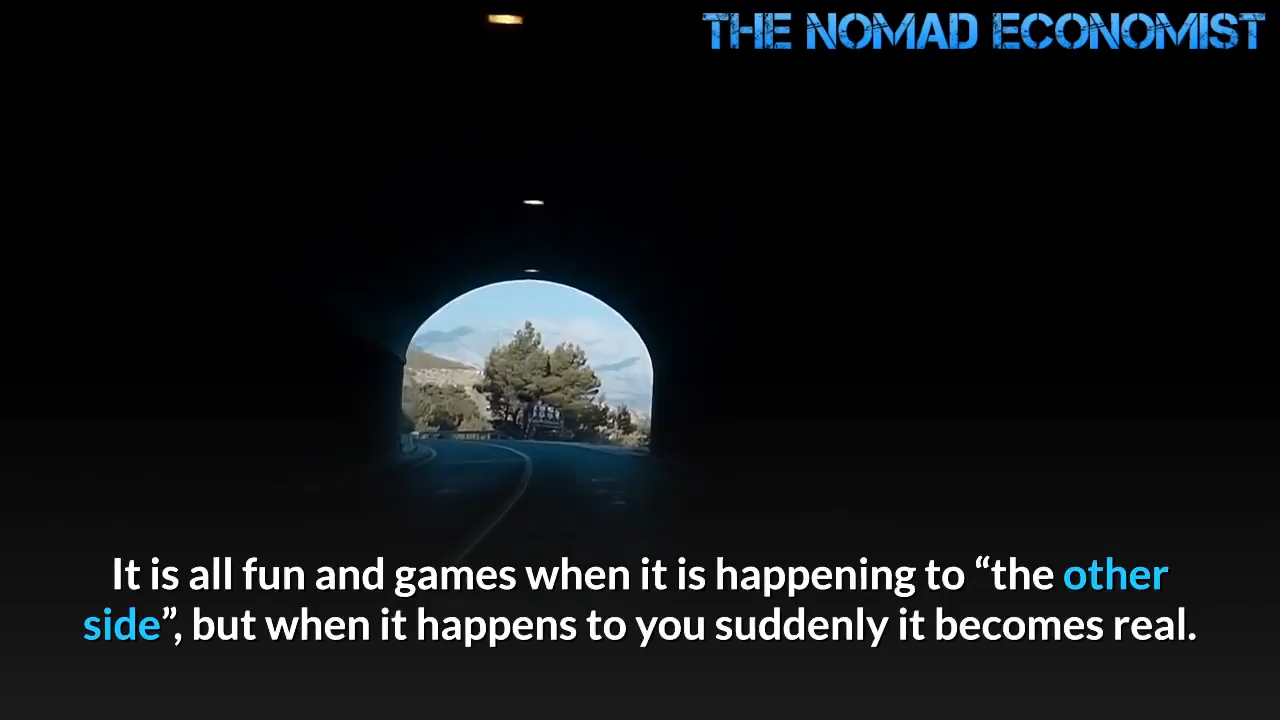 THE NOMAD ECONOMIST
It is all fun and games when it is happening to “the other
side”, but when it happens to you suddenly it becomes real.